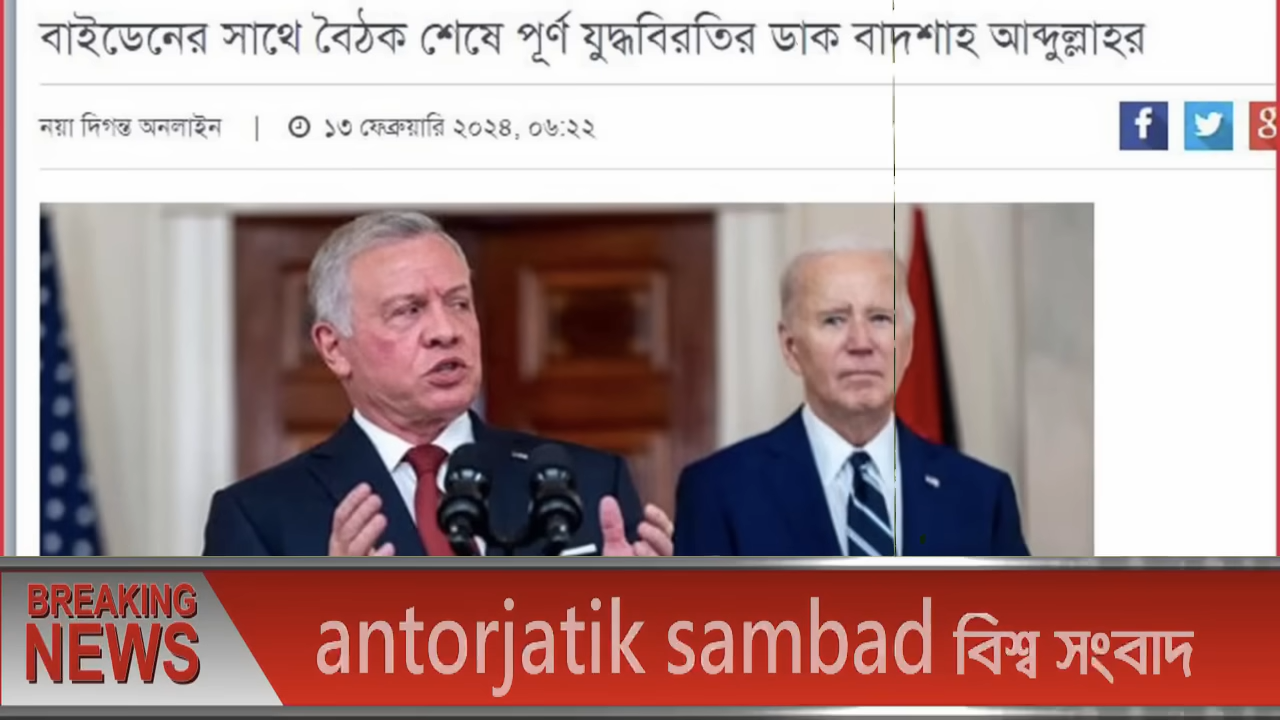 বাইডেনের সাথে বৈঠক শেষে পূর্ণ যুদ্ধবিরতির ডাক বাদশাহ আব্দুল্লাহর
নয়া দিগন্ত অনলাইন | ১৩ ফেব্রুয়ারি ২০২৪, ০৬:২২
BREAKING
NEWS
antorjatik sambad বিশ্ব সংবাদ